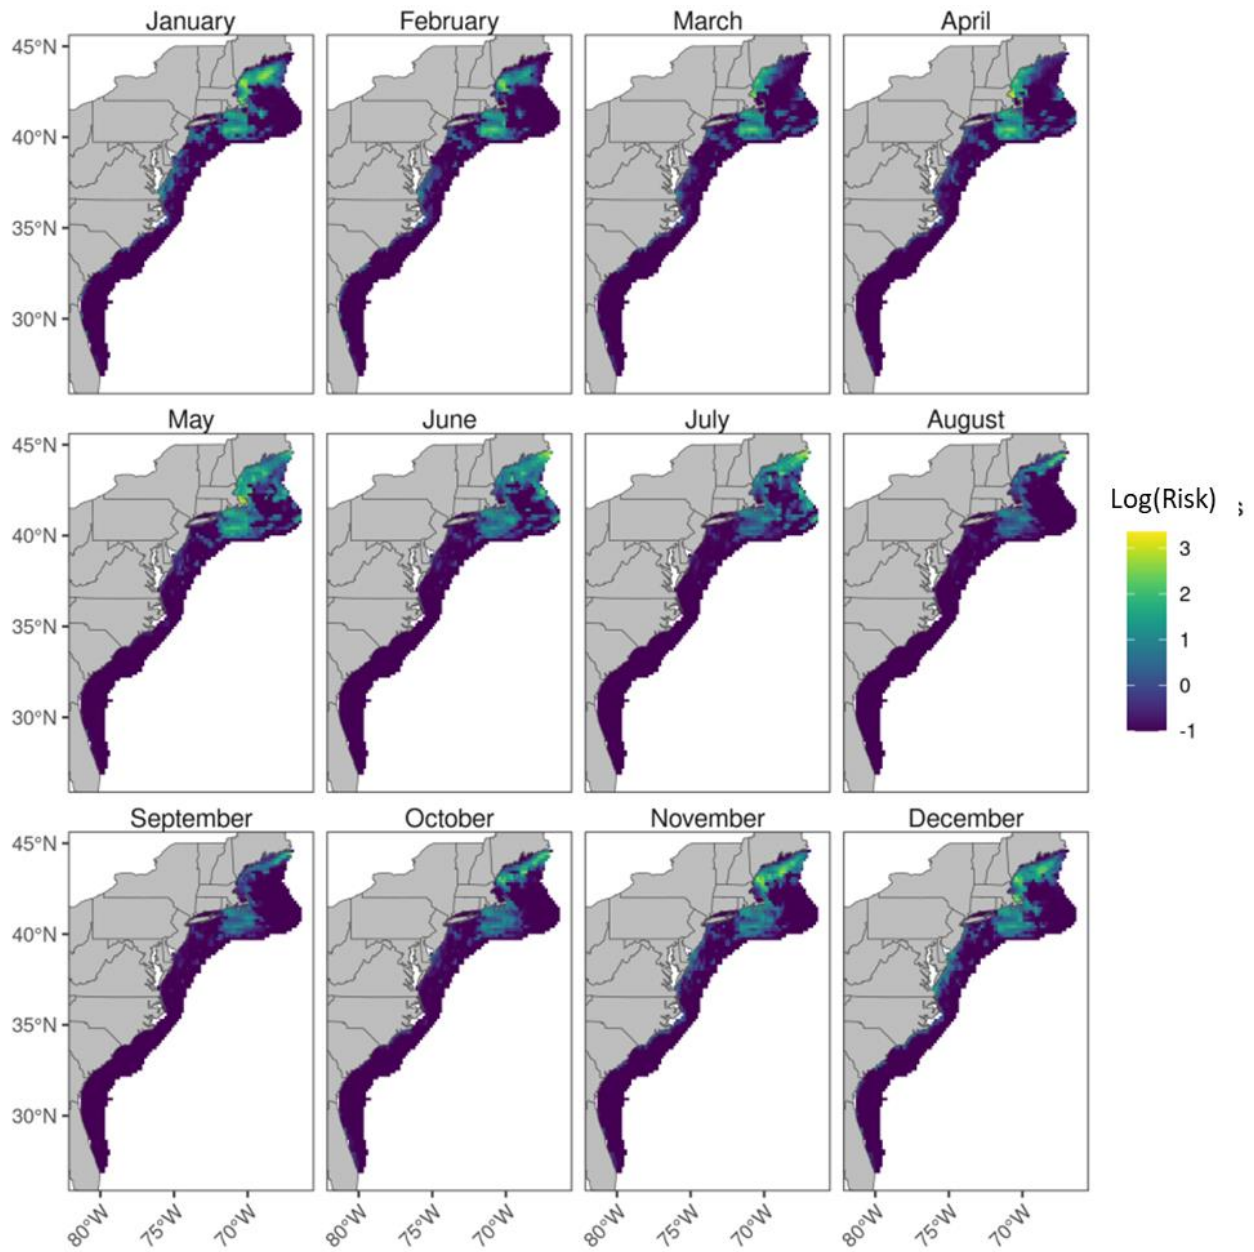 January February March April
45°N
40°N
35°N
30°N
May June July August
45°N
40°N
35°N
30°N
Log(Risk) s
3
2
1
0
-1
September October November December
45°N
40°N
35°N
30°N
80°W 75°W 70°W 80°W 75°W 70°W 80°W 75°W 70°W 80°W 75°W 70°W